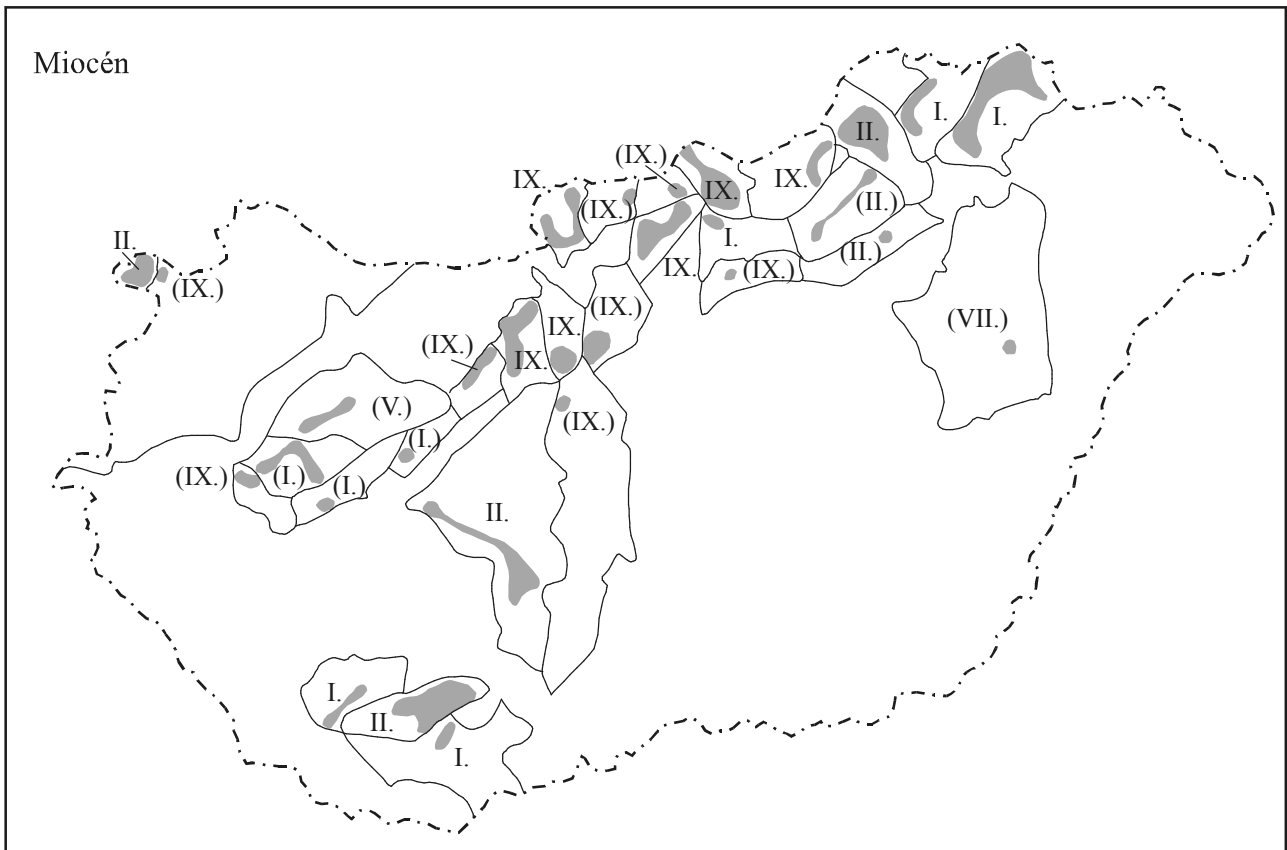 Miocén
I.
I.
II.
(IX.)
IX.
IX.
IX.
(IX.)
(II.)
I.
(II.)
II.
IX.
(IX.)
(IX.)
(IX.)
(VII.)
IX.
(IX.)
IX.
(V.)
(IX.)
(I.)
(IX.)
(I.)
(I.)
II.
I.
II.
I.